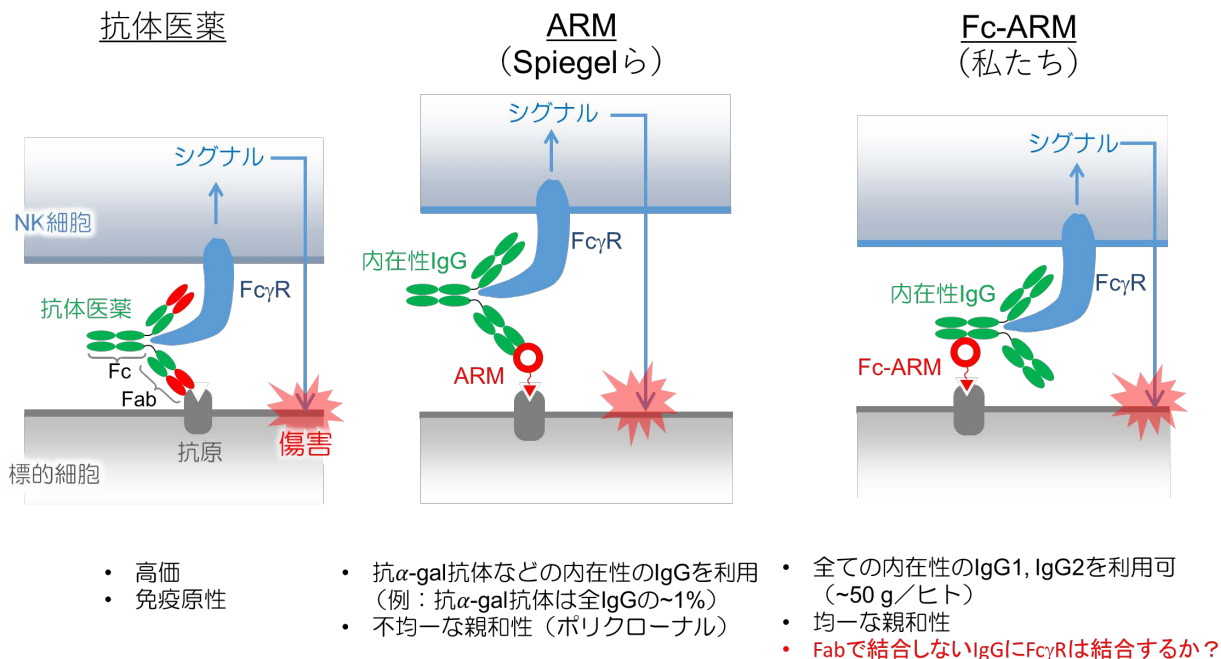 抗体医薬
シグナル
NK細胞
FcγR
抗体医薬
Fc
Fab
抗原
傷害
標的細胞
• 高価
• 免疫原性
ARM
（Spiegelら）
シグナル
FcγR
内在性IgG
ARM
• 抗α-gal抗体などの内在性のIgGを利用
（例：抗α-gal抗体は全IgGの~1%）
• 不均一な親和性（ポリクローナル）
Fc-ARM
（私たち）
シグナル
FcγR
内在性IgG
Fc-ARM
• 全ての内在性のIgG1, IgG2を利用可
（~50 g／ヒト）
• 均一な親和性
• Fabで結合しないIgGにFcγRは結合するか？